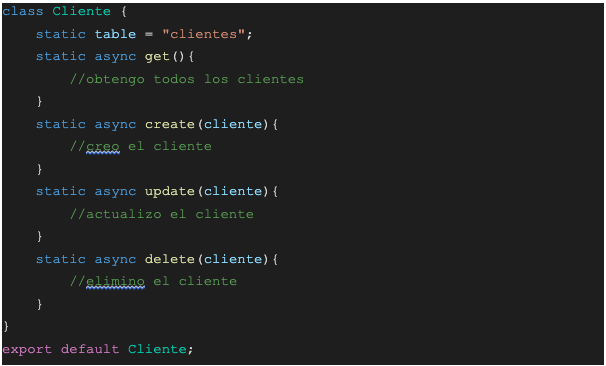 class Cliente {
    static table = "clientes";
    static async get(){
        //obtengo todos los clientes
    }
    static async create(cliente){
        //creo el cliente
    }
    static async update(cliente){
        //actualizo el cliente
    }
    static async delete(cliente){
        //elimino el cliente
    }
}
export default Cliente;